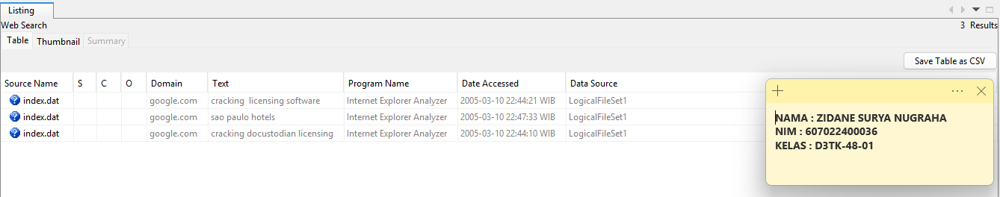 Listing
Web Search
3 Results
Table Thumbnail Summary
Save Table as CSV
Source Name S C O Domain Text Program Name Date Accessed Data Source
index.dat google.com cracking  licensing software Internet Explorer Analyzer 2005-03-10 22:44:21 WIB LogicalFileSet1
index.dat google.com sao paulo hotels Internet Explorer Analyzer 2005-03-10 22:47:33 WIB LogicalFileSet1
index.dat google.com cracking docustodian licensing Internet Explorer Analyzer 2005-03-10 22:44:10 WIB LogicalFileSet1
NAMA : ZIDANE SURYA NUGRAHA
NIM : 607022400036
KELAS : D3TK-48-01